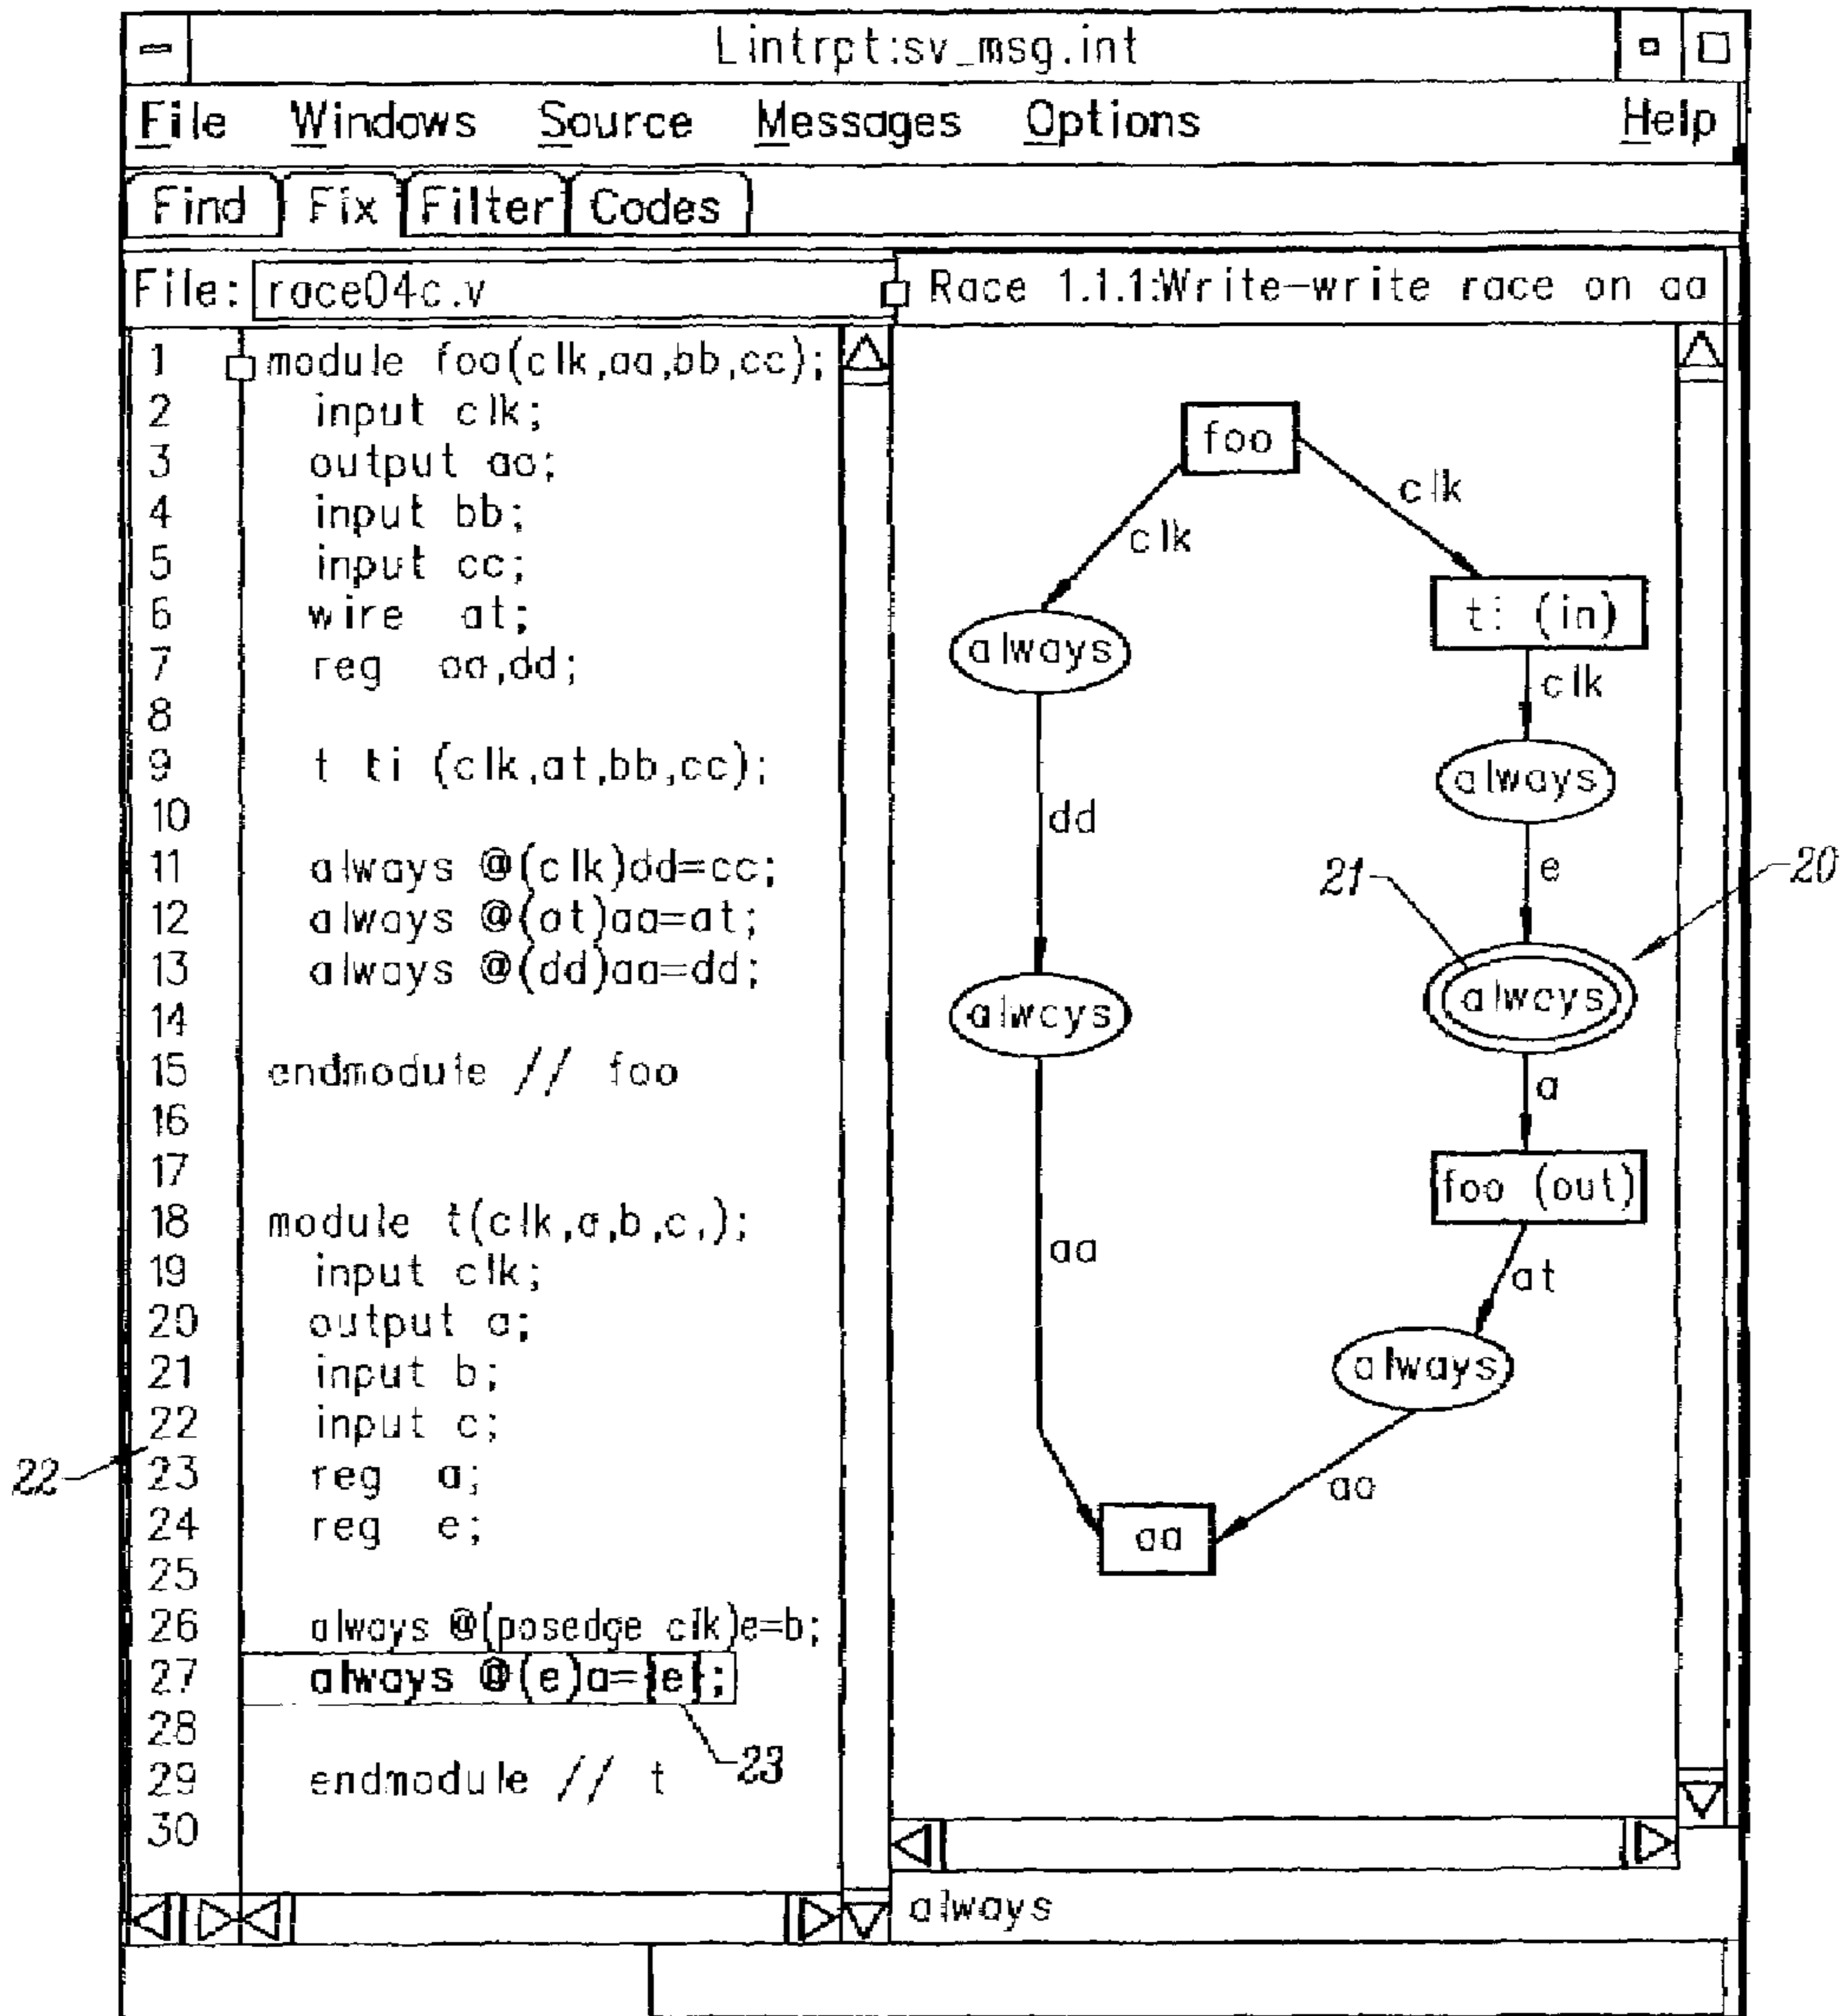 Lintrpt:sv_msg.int
File Windows Source Messages Options Help
Find Fix Filter Codes
File: race04c.v
Race 1.1.1:Write-write race on aa
1 module foo(clk,aa,bb,cc);
2 input clk;
3 output aa;
4 input bb;
5 input cc;
6 wire at;
7 reg aa,dd;
8
9 t ti (clk,at,bb,cc);
10
11 always @(clk)dd=cc;
12 always @(at)aa=at;
13 always @(dd)aa=dd;
14
15 endmodule // foo
16
17
18 module t(clk,a,b,c,);
19 input clk;
20 output a;
21 input b;
22 input c;
23 reg a;
24 reg e;
25
26 always @(posedge clk)e=b;
27 always @(e)a={e};
28
29 endmodule // t
30
22
23
foo
clk
clk
always
ti (in)
clk
always
dd
e
21
20
always
always
a
foo (out)
aa
at
always
aa
aa
always